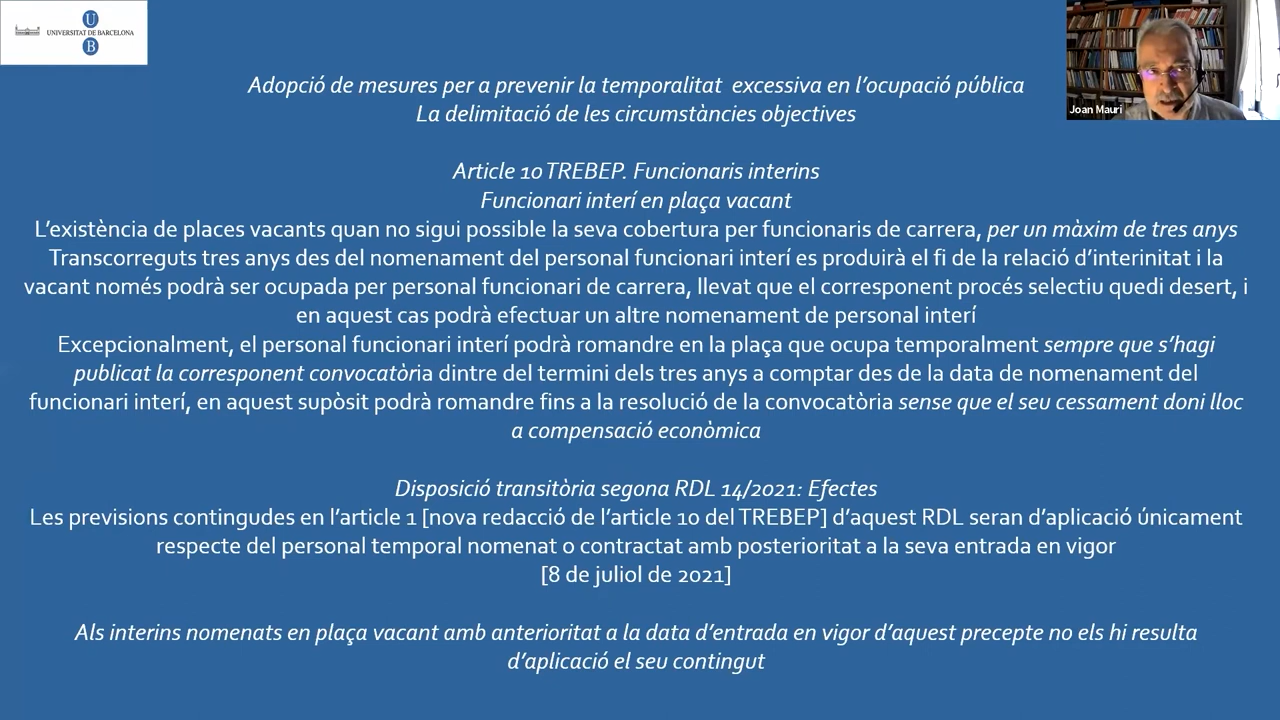 U
UNIVERSITAT DE BARCELONA
B
Joan Mauri
Adopció de mesures per a prevenir la temporalitat excessiva en l’ocupació pública
La delimitació de les circumstàncies objectives
Article 10 TREBEP. Funcionaris interins
Funcionari interí en plaça vacant
L’existència de places vacants quan no sigui possible la seva cobertura per funcionaris de carrera, per un màxim de tres anys
Transcorreguts tres anys des del nomenament del personal funcionari interí es produirà el fi de la relació d’interinitat i la
vacant només podrà ser ocupada per personal funcionari de carrera, llevat que el corresponent procés selectiu quedi desert, i
en aquest cas podrà efectuar un altre nomenament de personal interí
Excepcionalment, el personal funcionari interí podrà romandre en la plaça que ocupa temporalment sempre que s’hagi
publicat la corresponent convocatòria dintre del termini dels tres anys a comptar des de la data de nomenament del
funcionari interí, en aquest supòsit podrà romandre fins a la resolució de la convocatòria sense que el seu cessament doni lloc
a compensació econòmica
Disposició transitòria segona RDL 14/2021: Efectes
Les previsions contingudes en l’article 1 [nova redacció de l’article 10 del TREBEP] d’aquest RDL seran d’aplicació únicament
respecte del personal temporal nomenat o contractat amb posterioritat a la seva entrada en vigor
[8 de juliol de 2021]
Als interins nomenats en plaça vacant amb anterioritat a la data d’entrada en vigor d’aquest precepte no els hi resulta
d’aplicació el seu contingut